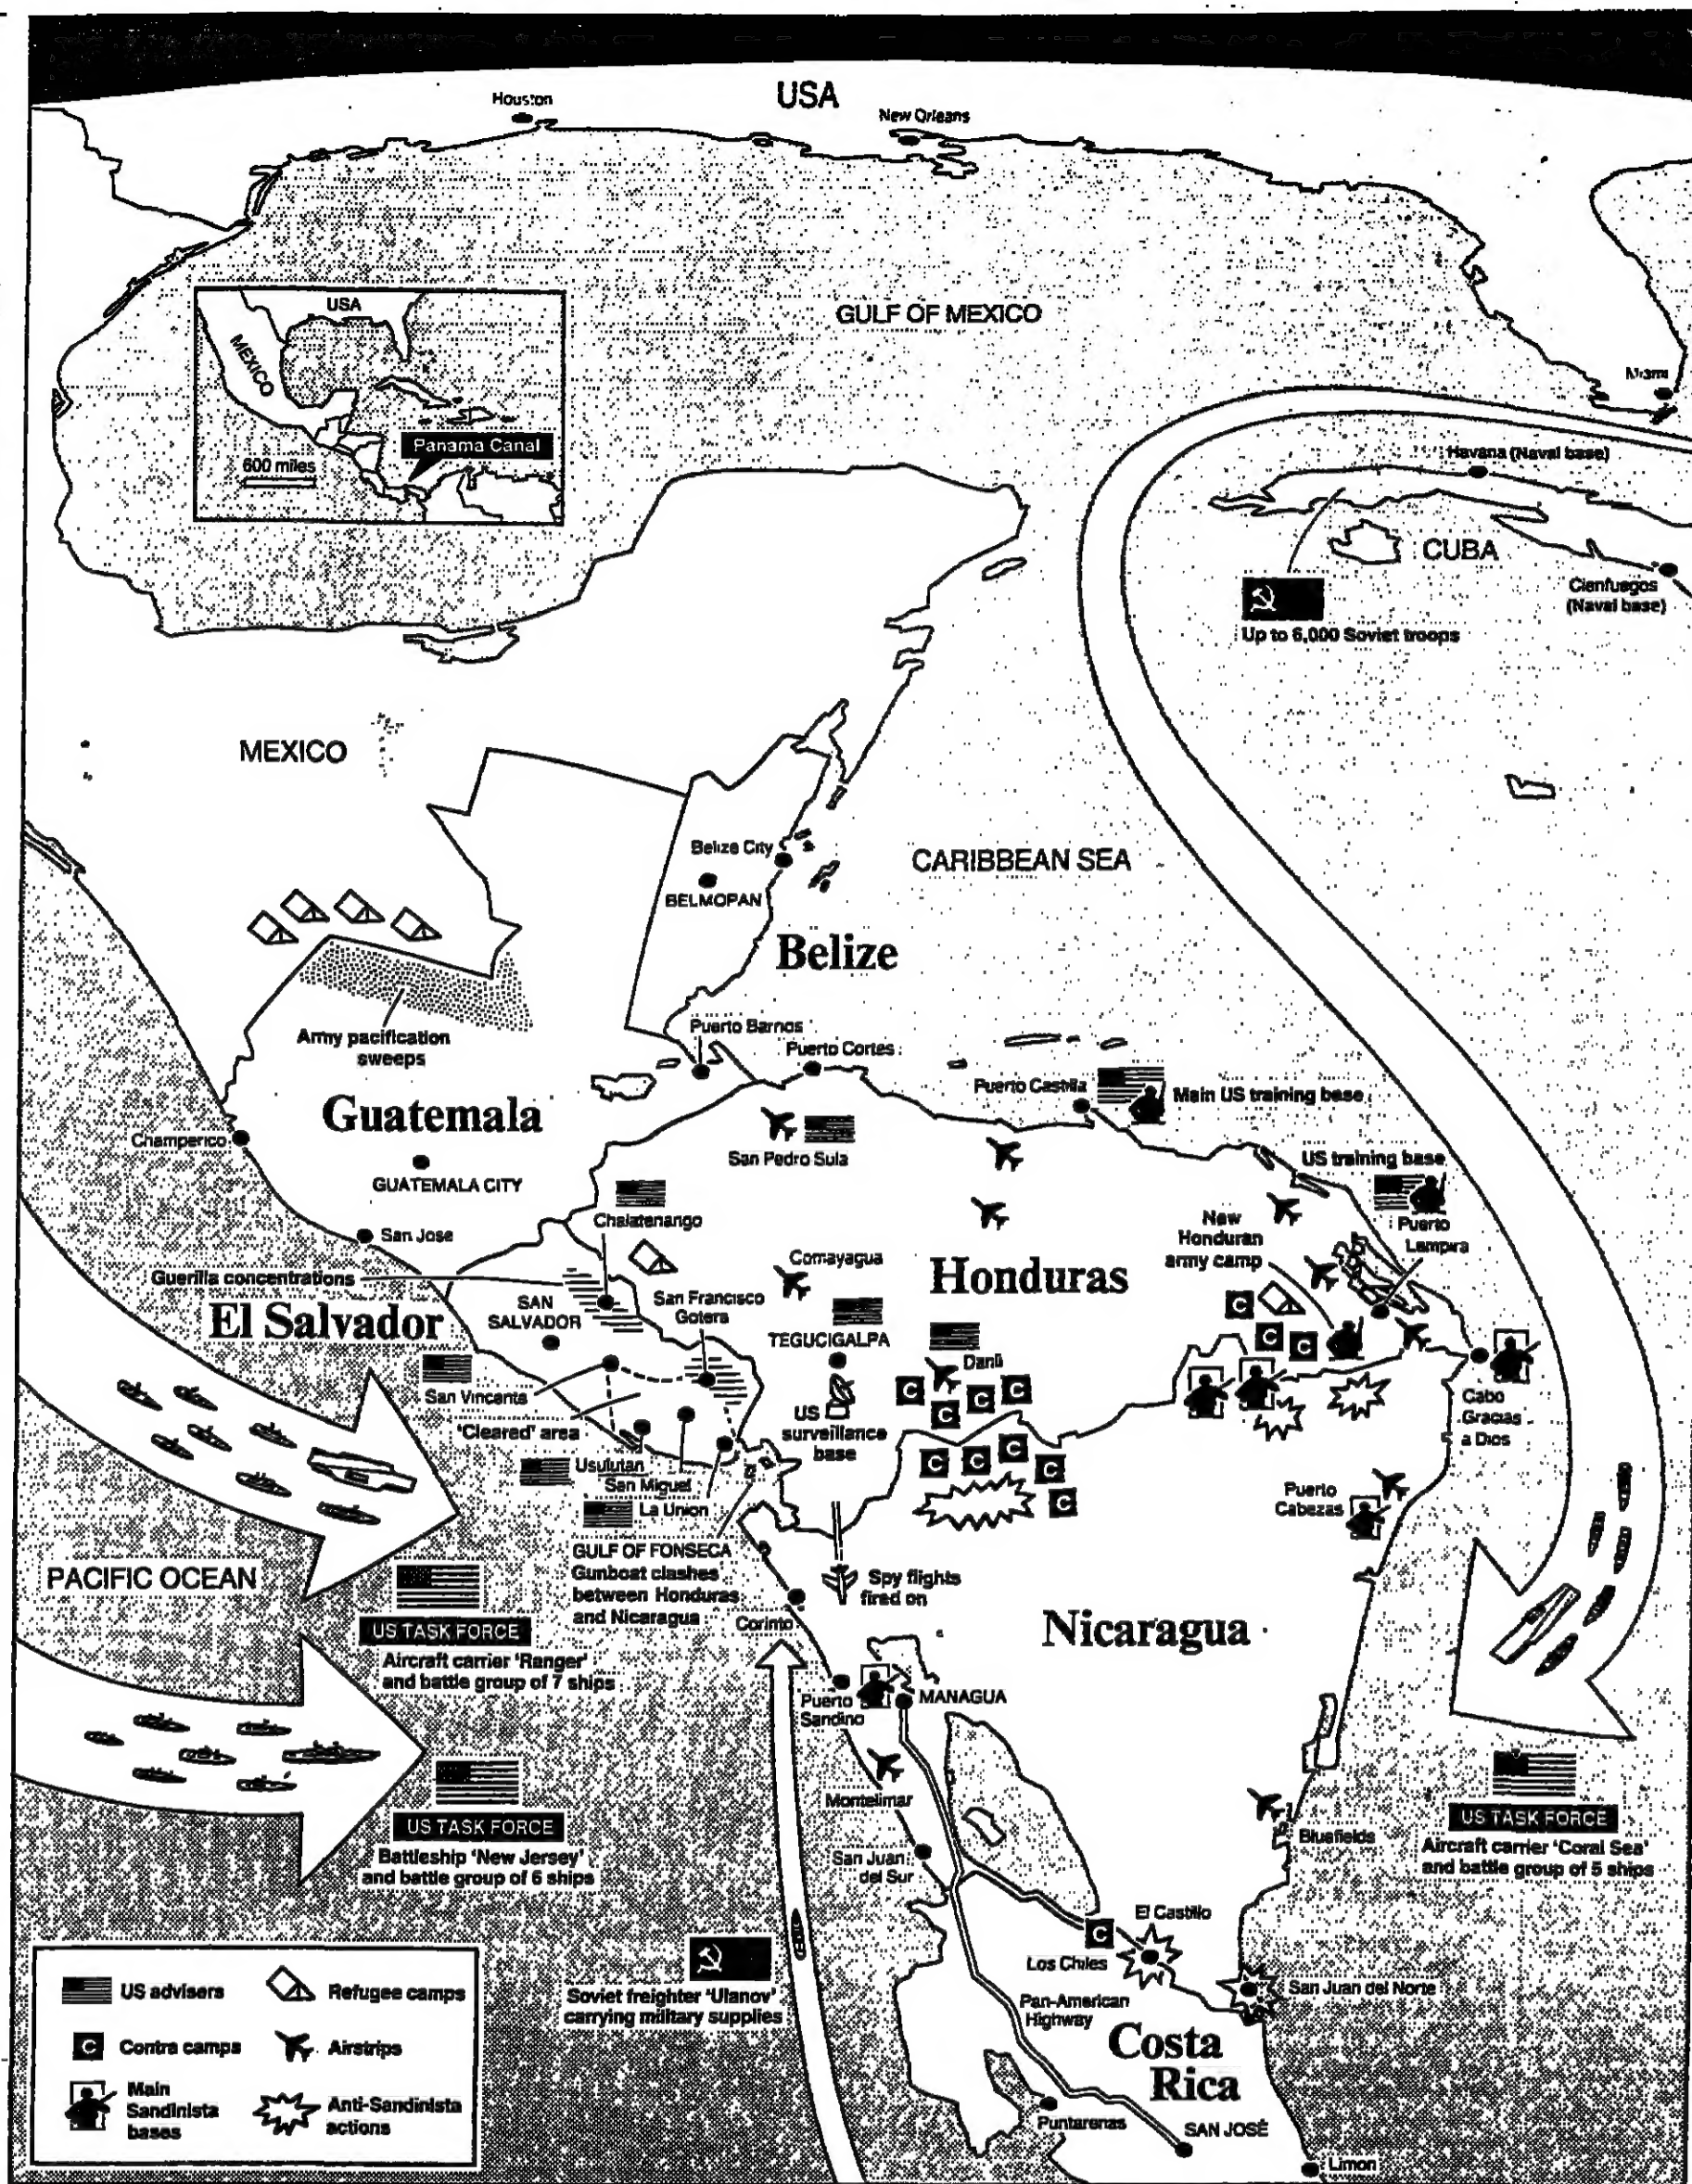 USA
Houston
New Orleans
GULF OF MEXICO
USA
MEXICO
Panama Canal
600 miles
Miami
Havana (Naval base)
CUBA
Cienfuegos
(Naval base)
Up to 6,000 Soviet troops
MEXICO
Belize City
BELMOPAN
CARIBBEAN SEA
Belize
Army pacification
sweeps
Puerto Barrios
Puerto Cortes
Puerto Castilla
Main US training base
Guatemala
Champerico
GUATEMALA CITY
San Pedro Sula
US training base
San Jose
Chalatenango
Comayagua
Honduras
New
Honduran
army camp
Puerto
Lempira
Guerilla concentrations
El Salvador
SAN
SALVADOR
San Francisco
Gotera
TEGUCIGALPA
Danli
C
C
C
C
C
C
C
San Vincente
'Cleared' area
US
surveillance
base
Cabo
Gracias
a Dios
Usulutan
San Miguel
La Union
C
C
C
C
C
Puerto
Cabezas
GULF OF FONSECA
Gunboat clashes
between Honduras
and Nicaragua
Spy flights
fired on
Corinto
PACIFIC OCEAN
US TASK FORCE
Aircraft carrier 'Ranger'
and battle group of 7 ships
Nicaragua
Puerto
Sandino
MANAGUA
US TASK FORCE
Battleship 'New Jersey'
and battle group of 6 ships
Montelimar
San Juan
del Sur
Bluefields
US TASK FORCE
Aircraft carrier 'Coral Sea'
and battle group of 5 ships
C
El Castillo
Los Chiles
San Juan del Norte
Pan-American
Highway
Soviet freighter 'Ulanov'
carrying military supplies
Costa
Rica
Puntarenas
SAN JOSÉ
Limon
US advisers
Refugee camps
C
Contra camps
Airstrips
Main
Sandinista
bases
Anti-Sandinista
actions